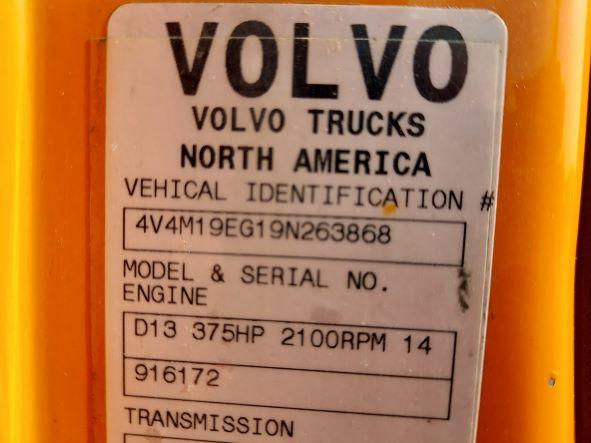 VOLVO
VOLVO TRUCKS
NORTH AMERICA
VEHICAL IDENTIFICATION #
4V4M19EG19N263868
MODEL & SERIAL NO.
ENGINE
D13 375HP 2100RPM 14
916172
TRANSMISSION